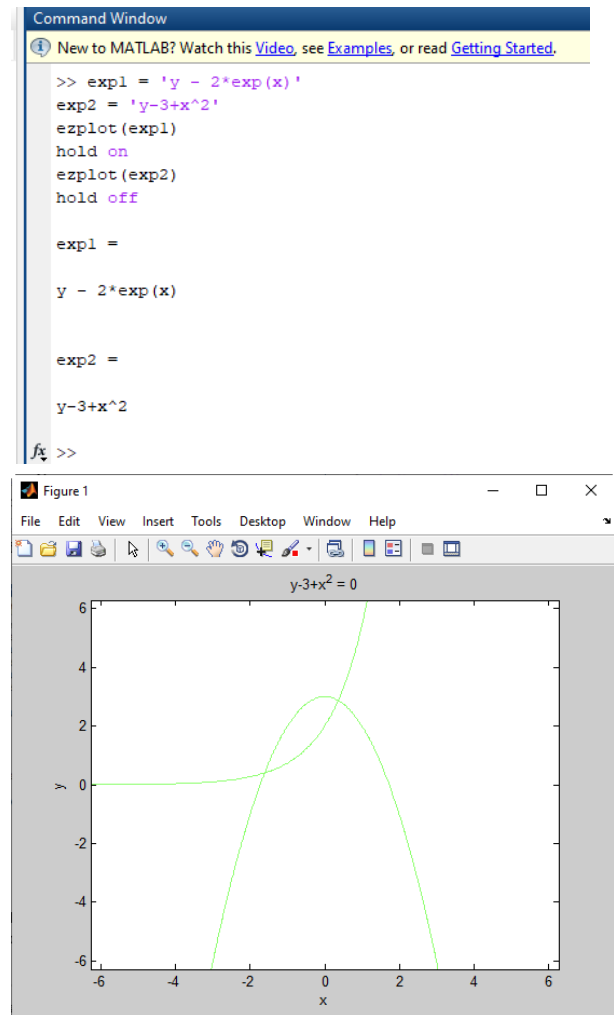 Command Window
New to MATLAB? Watch this Video, see Examples, or read Getting Started.
>> exp1 = 'y - 2*exp(x)'
exp2 = 'y-3+x^2'
ezplot(exp1)
hold on
ezplot(exp2)
hold off
exp1 =
y - 2*exp(x)
exp2 =
y-3+x^2
fx >>
Figure 1
File Edit View Insert Tools Desktop Window Help
y-3+x² = 0
6
4
2
0
-2
-4
-6
y
-6 -4 -2 0 2 4 6
x